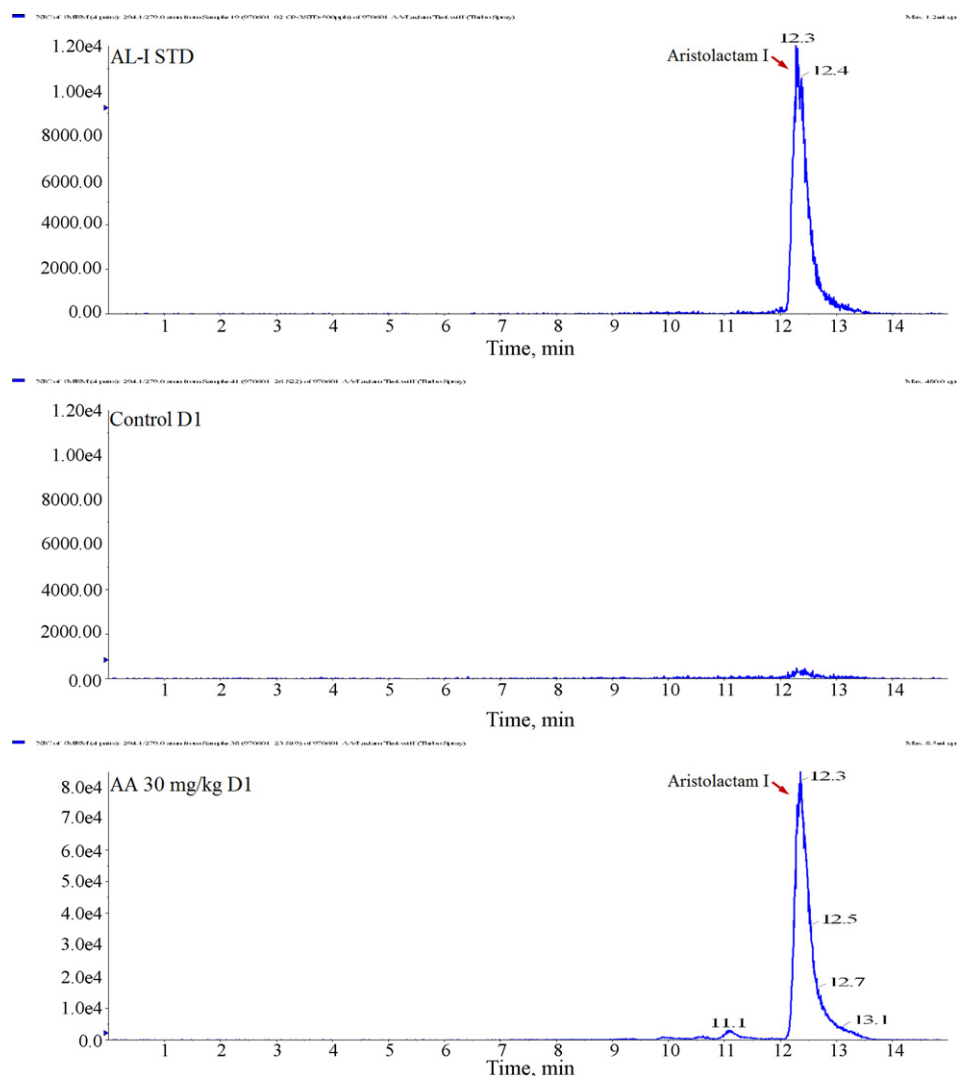 AL-I STD
12.3
Aristolactam I
12.4
1.20e4
1.00e4
8000.00
6000.00
4000.00
2000.00
0.00
1 2 3 4 5 6 7 8 9 10 11 12 13 14
Time, min
Control D1
1.20e4
1.00e4
8000.00
6000.00
4000.00
2000.00
0.00
1 2 3 4 5 6 7 8 9 10 11 12 13 14
Time, min
AA 30 mg/kg D1
Aristolactam I
12.3
8.0e4
7.0e4
6.0e4
5.0e4
4.0e4
3.0e4
2.0e4
1.0e4
0.0
12.5
12.7
11.1
13.1
1 2 3 4 5 6 7 8 9 10 11 12 13 14
Time, min